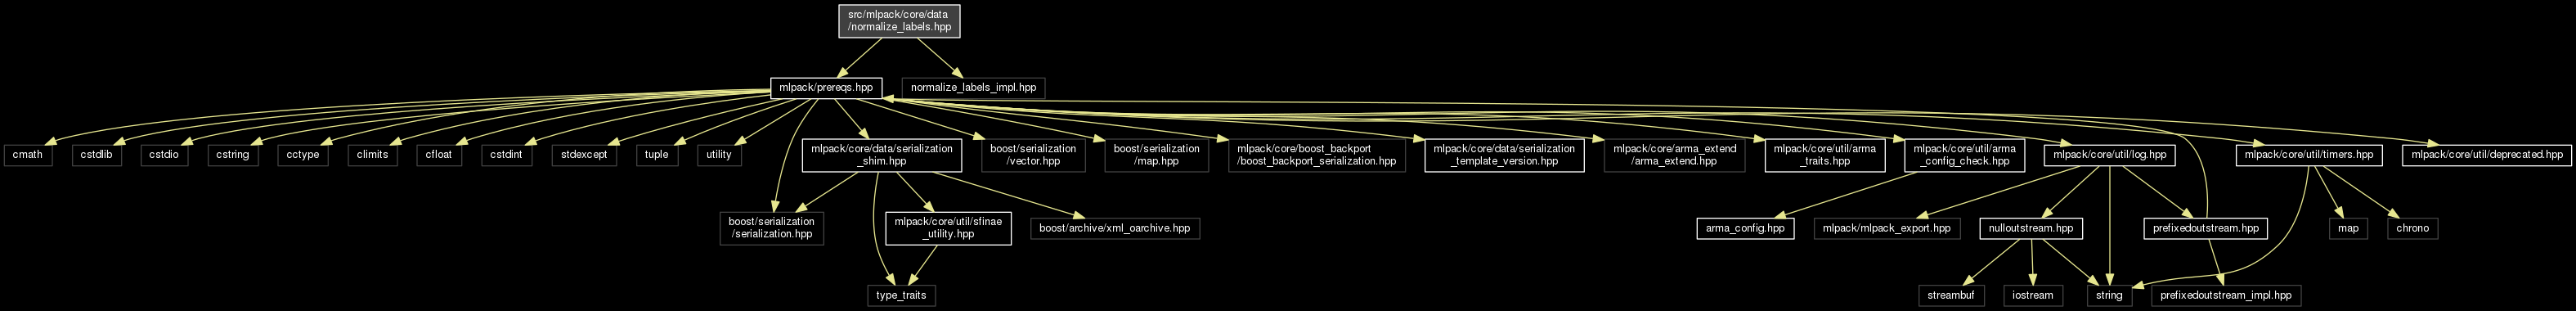 src/mlpack/core/data
/normalize_labels.hpp
mlpack/prereqs.hpp
normalize_labels_impl.hpp
cmath
cstdlib
cstdio
cstring
cctype
climits
cfloat
cstdint
stdexcept
tuple
utility
mlpack/core/data/serialization
_shim.hpp
boost/serialization
/vector.hpp
boost/serialization
/map.hpp
mlpack/core/boost_backport
/boost_backport_serialization.hpp
mlpack/core/data/serialization
_template_version.hpp
mlpack/core/arma_extend
/arma_extend.hpp
mlpack/core/util/arma
_traits.hpp
mlpack/core/util/arma
_config_check.hpp
mlpack/core/util/log.hpp
mlpack/core/util/timers.hpp
mlpack/core/util/deprecated.hpp
boost/serialization
/serialization.hpp
mlpack/core/util/sfinae
_utility.hpp
boost/archive/xml_oarchive.hpp
arma_config.hpp
mlpack/mlpack_export.hpp
nulloutstream.hpp
prefixedoutstream.hpp
map
chrono
type_traits
streambuf
iostream
string
prefixedoutstream_impl.hpp